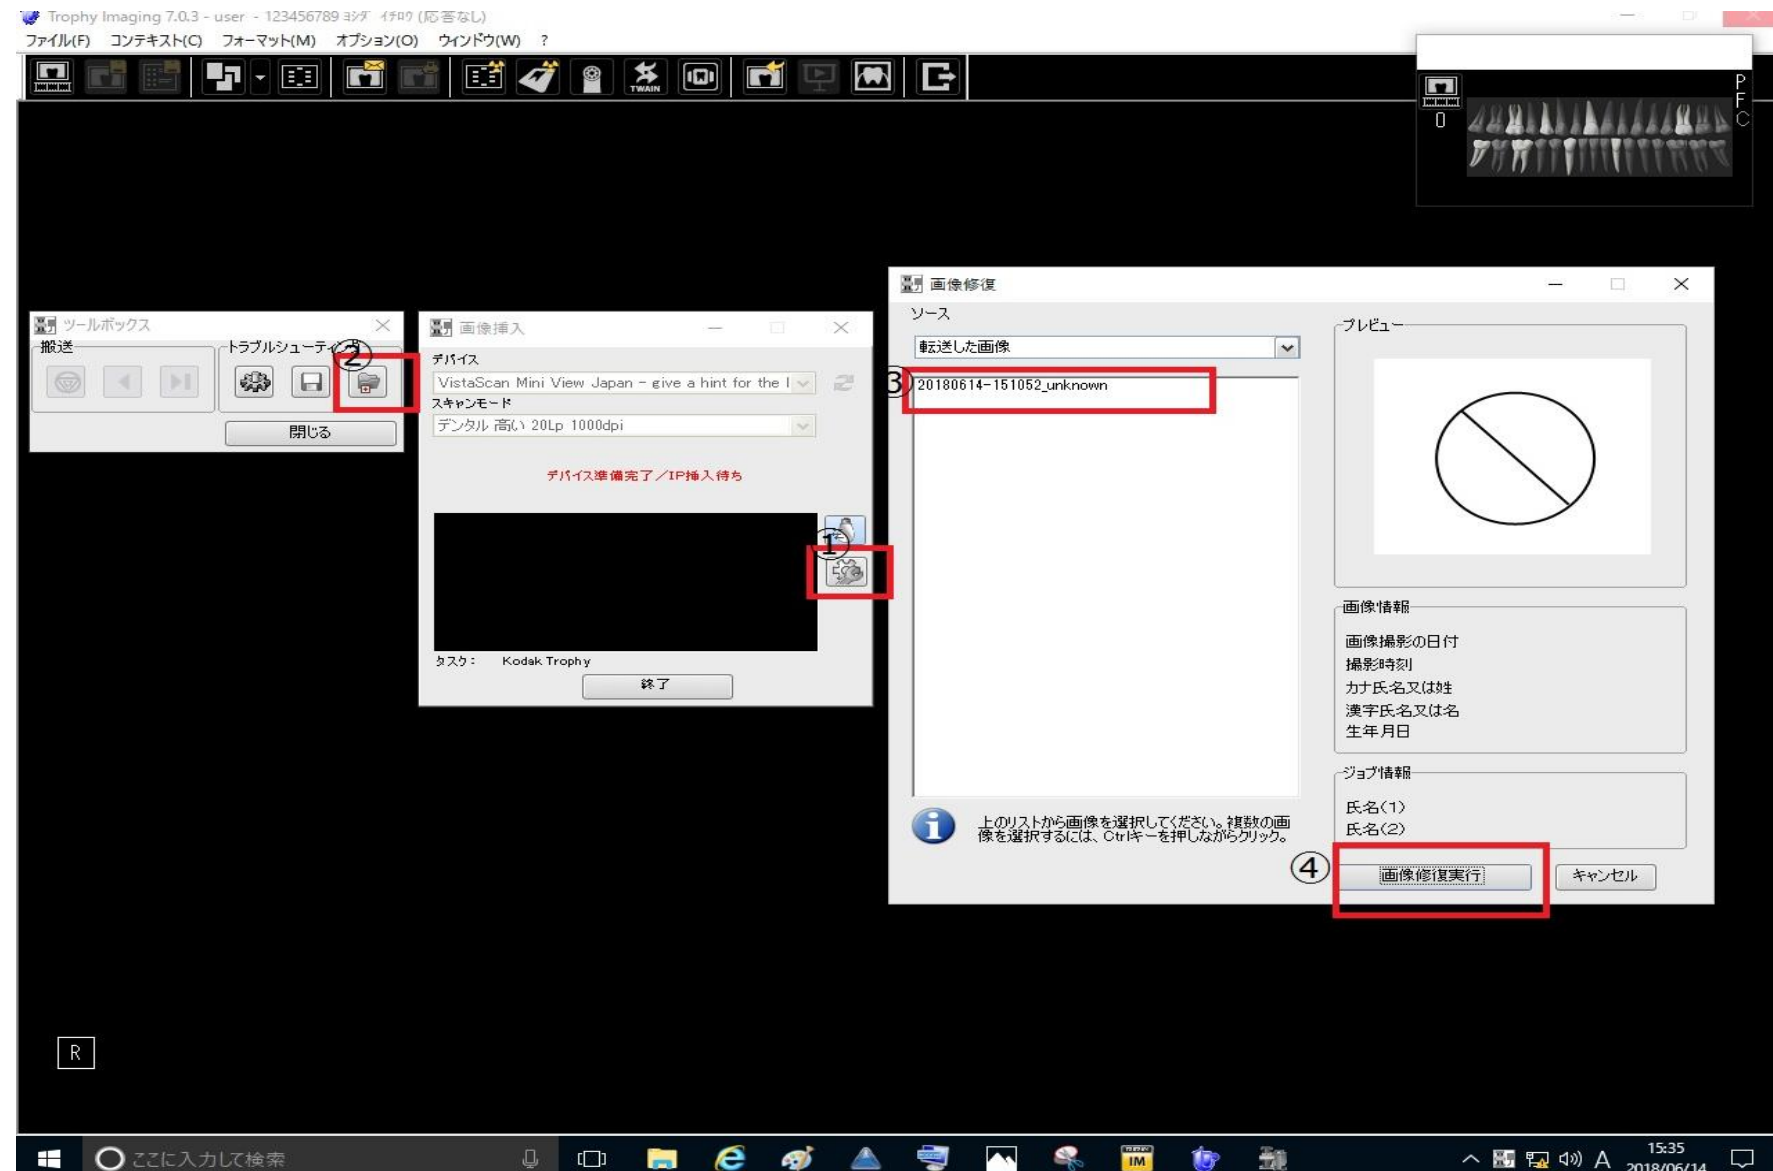 Trophy Imaging 7.0.3 - user - 123456789 ﾖｼﾀﾞ ｲﾁﾛｳ (応答なし)
ファイル(F) コンテキスト(C) フォーマット(M) オプション(O) ウィンドウ(W) ?
TWAIN
P
F
C
0
ツールボックス
搬送
トラブルシューティング
②
閉じる
画像挿入
デバイス
VistaScan Mini View Japan - give a hint for the l
スキャンモード
デンタル 高い 20Lp 1000dpi
デバイス準備完了/IP挿入待ち
①
タスク: Kodak Trophy
終了
画像修復
ソース
転送した画像
③
20180614-151052_unknown
上のリストから画像を選択してください。複数の画
像を選択するには、Ctrlキーを押しながらクリック。
プレビュー
画像情報
画像撮影の日付
撮影時刻
カナ氏名又は姓
漢字氏名又は名
生年月日
ジョブ情報
氏名(1)
氏名(2)
④
画像修復実行
キャンセル
R
ここに入力して検索
IM
A
15:35
2018/06/14